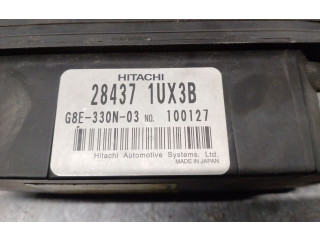 HITACHI
28437 1UX3B
G8E-330N-03 NO. 100127
Hitachi Automotive Systems, Ltd.
MADE IN JAPAN